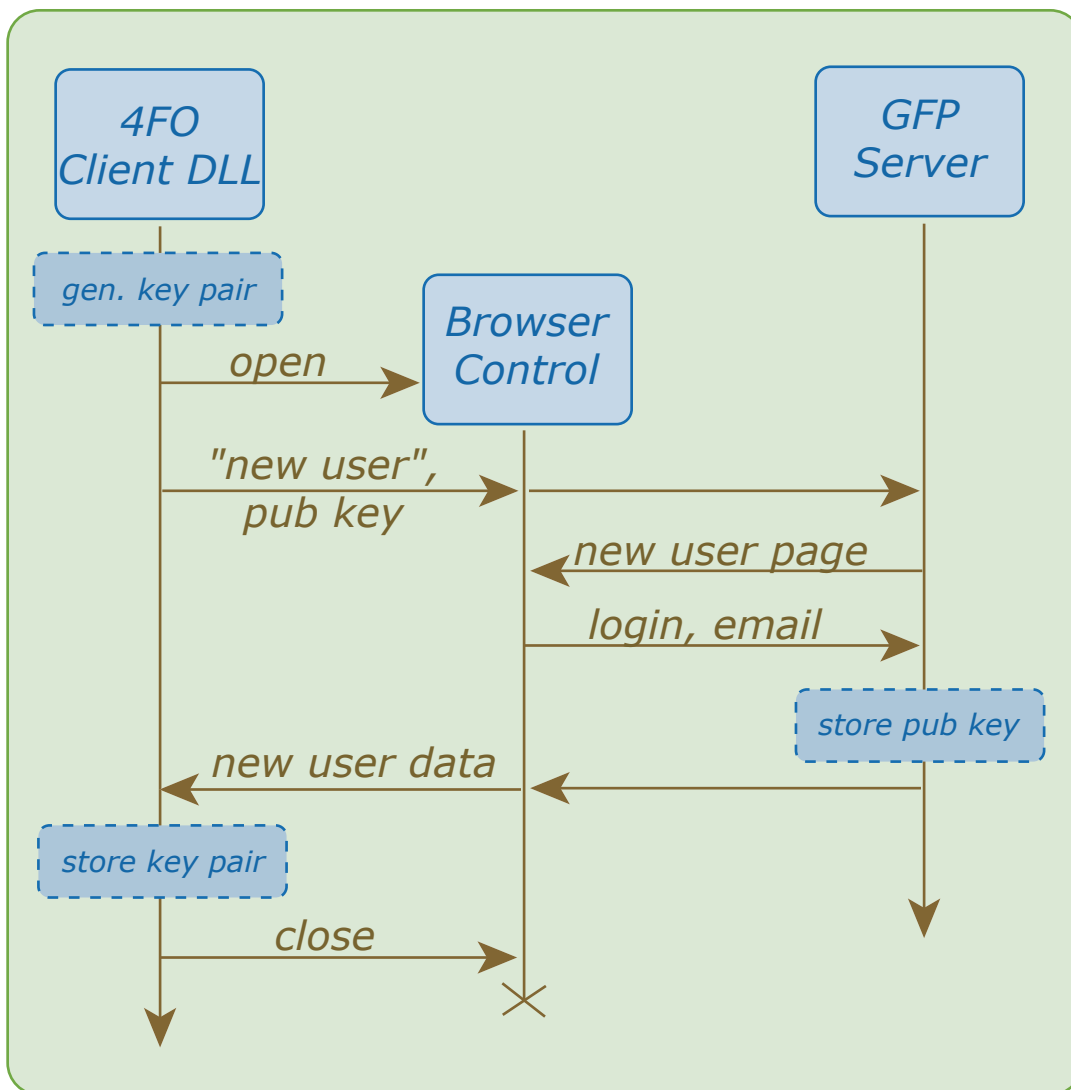 4FO
Client DLL
GFP
Server
gen. key pair
Browser
Control
open
"new user",
pub key
new user page
login, email
store pub key
new user data
store key pair
close